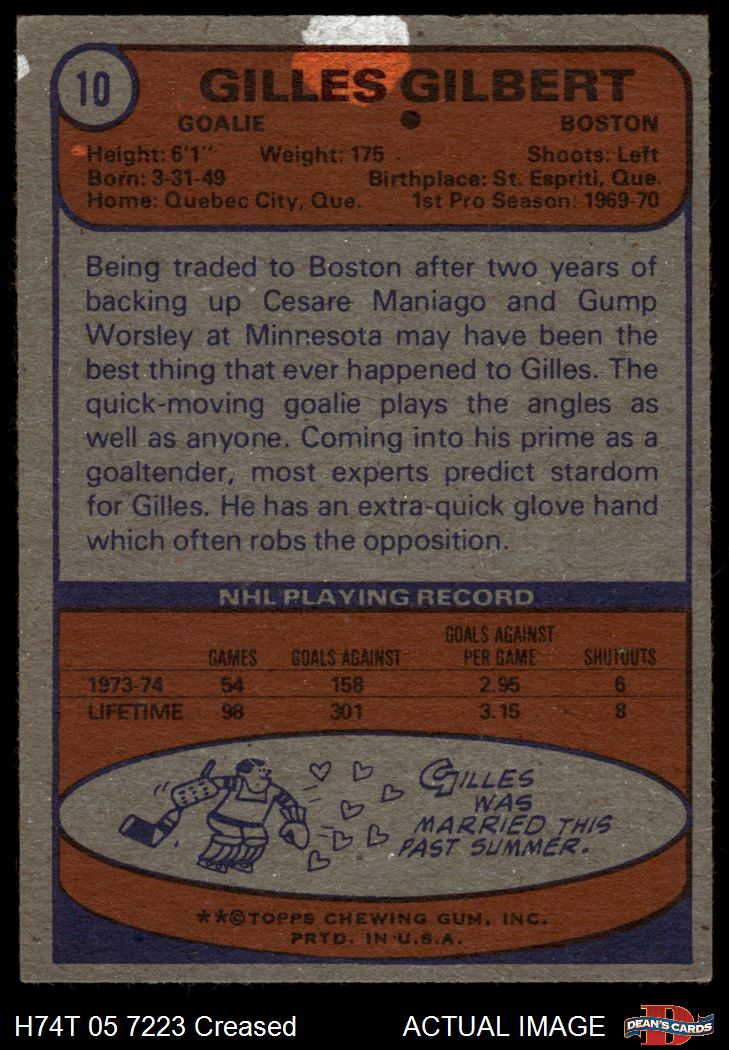 10
GILLES GILBERT
GOALIE BOSTON
Height: 6'1" Weight: 175 Shoots: Left
Born: 3-31-49 Birthplace: St. Espriti, Que.
Home: Quebec City, Que. 1st Pro Season: 1969-70
Being traded to Boston after two years of
backing up Cesare Maniago and Gump
Worsley at Minnesota may have been the
best thing that ever happened to Gilles. The
quick-moving goalie plays the angles as
well as anyone. Coming into his prime as a
goaltender, most experts predict stardom
for Gilles. He has an extra-quick glove hand
which often robs the opposition.
NHL PLAYING RECORD
GAMES GOALS AGAINST GOALS AGAINST PER GAME SHUTOUTS
1973-74 54 158 2.95 6
LIFETIME 98 301 3.15 8
GILLES
WAS
MARRIED THIS
PAST SUMMER.
**©TOPPS CHEWING GUM, INC.
PRTD. IN U.S.A.
H74T 05 7223 Creased ACTUAL IMAGE
D
DEAN'S CARDS